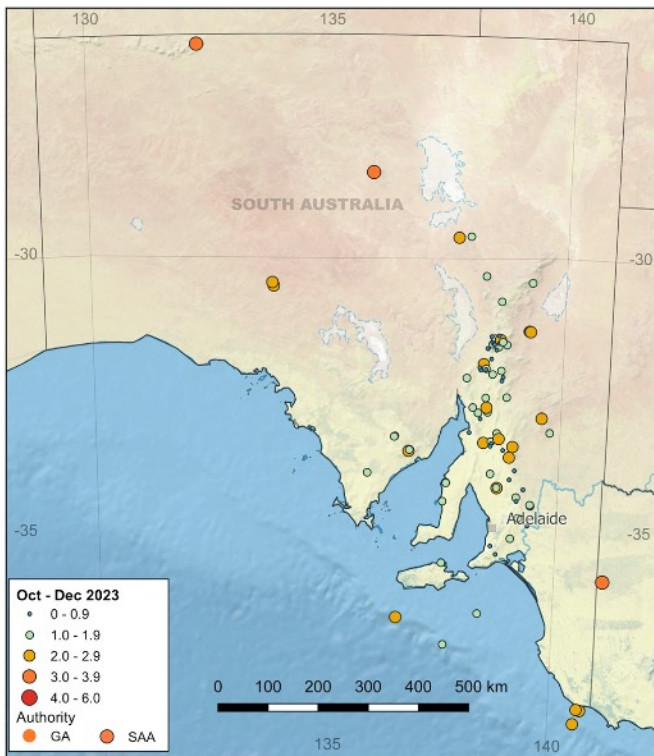 130 135 140
SOUTH AUSTRALIA
-30 -30
-35 -35
Adelaide
Oct - Dec 2023
0 - 0.9
1.0 - 1.9
2.0 - 2.9
3.0 - 3.9
4.0 - 6.0
Authority
GA SAA
0 100 200 300 400 500 km
135 140